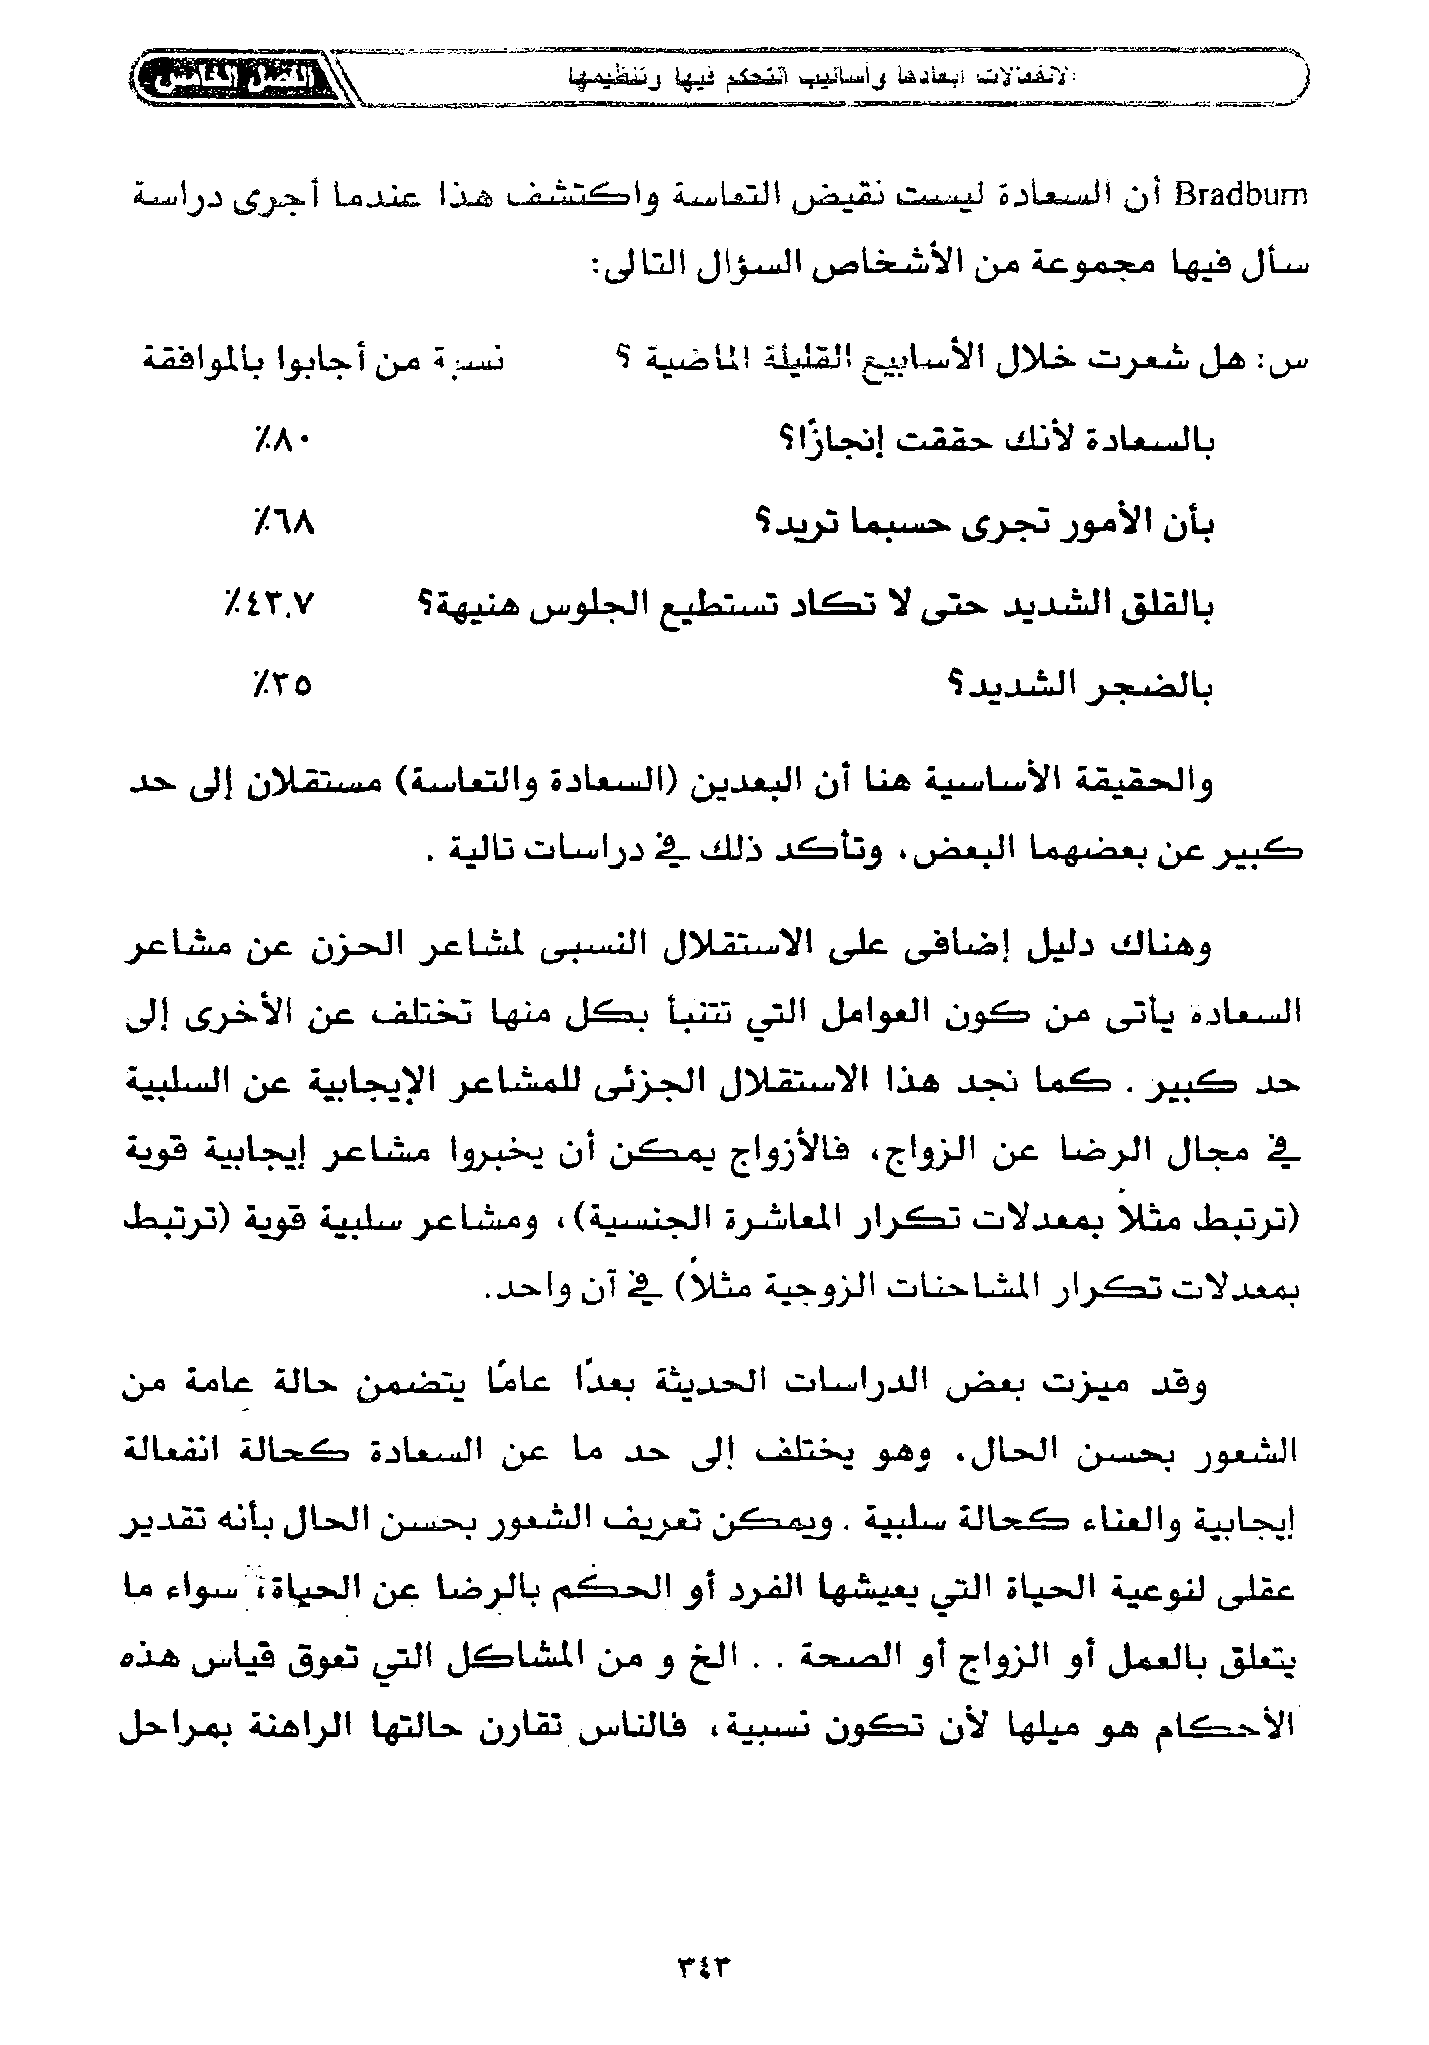 الانفعالات أبعادها وأساليب التحكم فيها وتنظيمها
الفصل الخامس
Bradburn أن السعادة ليست نقيض التعاسة واكتشف هذا عندما أجرى دراسة
سأل فيها مجموعة من الأشخاص السؤال التالى:
س: هل شعرت خلال الأسابيع القليلة الماضية ؟ نسبة من أجابوا بالموافقة
بالسعادة لأنك حققت إنجازًا؟ ٨٠٪
بأن الأمور تجرى حسبما تريد؟ ٦٨٪
بالقلق الشديد حتى لا تكاد تستطيع الجلوس هنيهة؟ ٤٣.٧٪
بالضجر الشديد؟ ٣٥٪
والحقيقة الأساسية هنا أن البعدين (السعادة والتعاسة) مستقلان إلى حد
كبير عن بعضهما البعض، وتأكد ذلك في دراسات تالية .
وهناك دليل إضافى على الاستقلال النسبى لمشاعر الحزن عن مشاعر
السعاده يأتى من كون العوامل التي تتنبأ بكل منها تختلف عن الأخرى إلى
حد كبير . كما نجد هذا الاستقلال الجزئى للمشاعر الإيجابية عن السلبية
في مجال الرضا عن الزواج، فالأزواج يمكن أن يخبروا مشاعر إيجابية قوية
(ترتبط مثلاً بمعدلات تكرار المعاشرة الجنسية)، ومشاعر سلبية قوية (ترتبط
بمعدلات تكرار المشاحنات الزوجية مثلاً) في آن واحد.
وقد ميزت بعض الدراسات الحديثة بعدًا عامًا يتضمن حالة عامة من
الشعور بحسن الحال، وهو يختلف إلى حد ما عن السعادة كحالة انفعالة
إيجابية والعناء كحالة سلبية . ويمكن تعريف الشعور بحسن الحال بأنه تقدير
عقلى لنوعية الحياة التي يعيشها الفرد أو الحكم بالرضا عن الحياة، سواء ما
يتعلق بالعمل أو الزواج أو الصحة . . الخ و من المشاكل التي تعوق قياس هذه
الأحكام هو ميلها لأن تكون نسبية، فالناس تقارن حالتها الراهنة بمراحل
٣٤٣